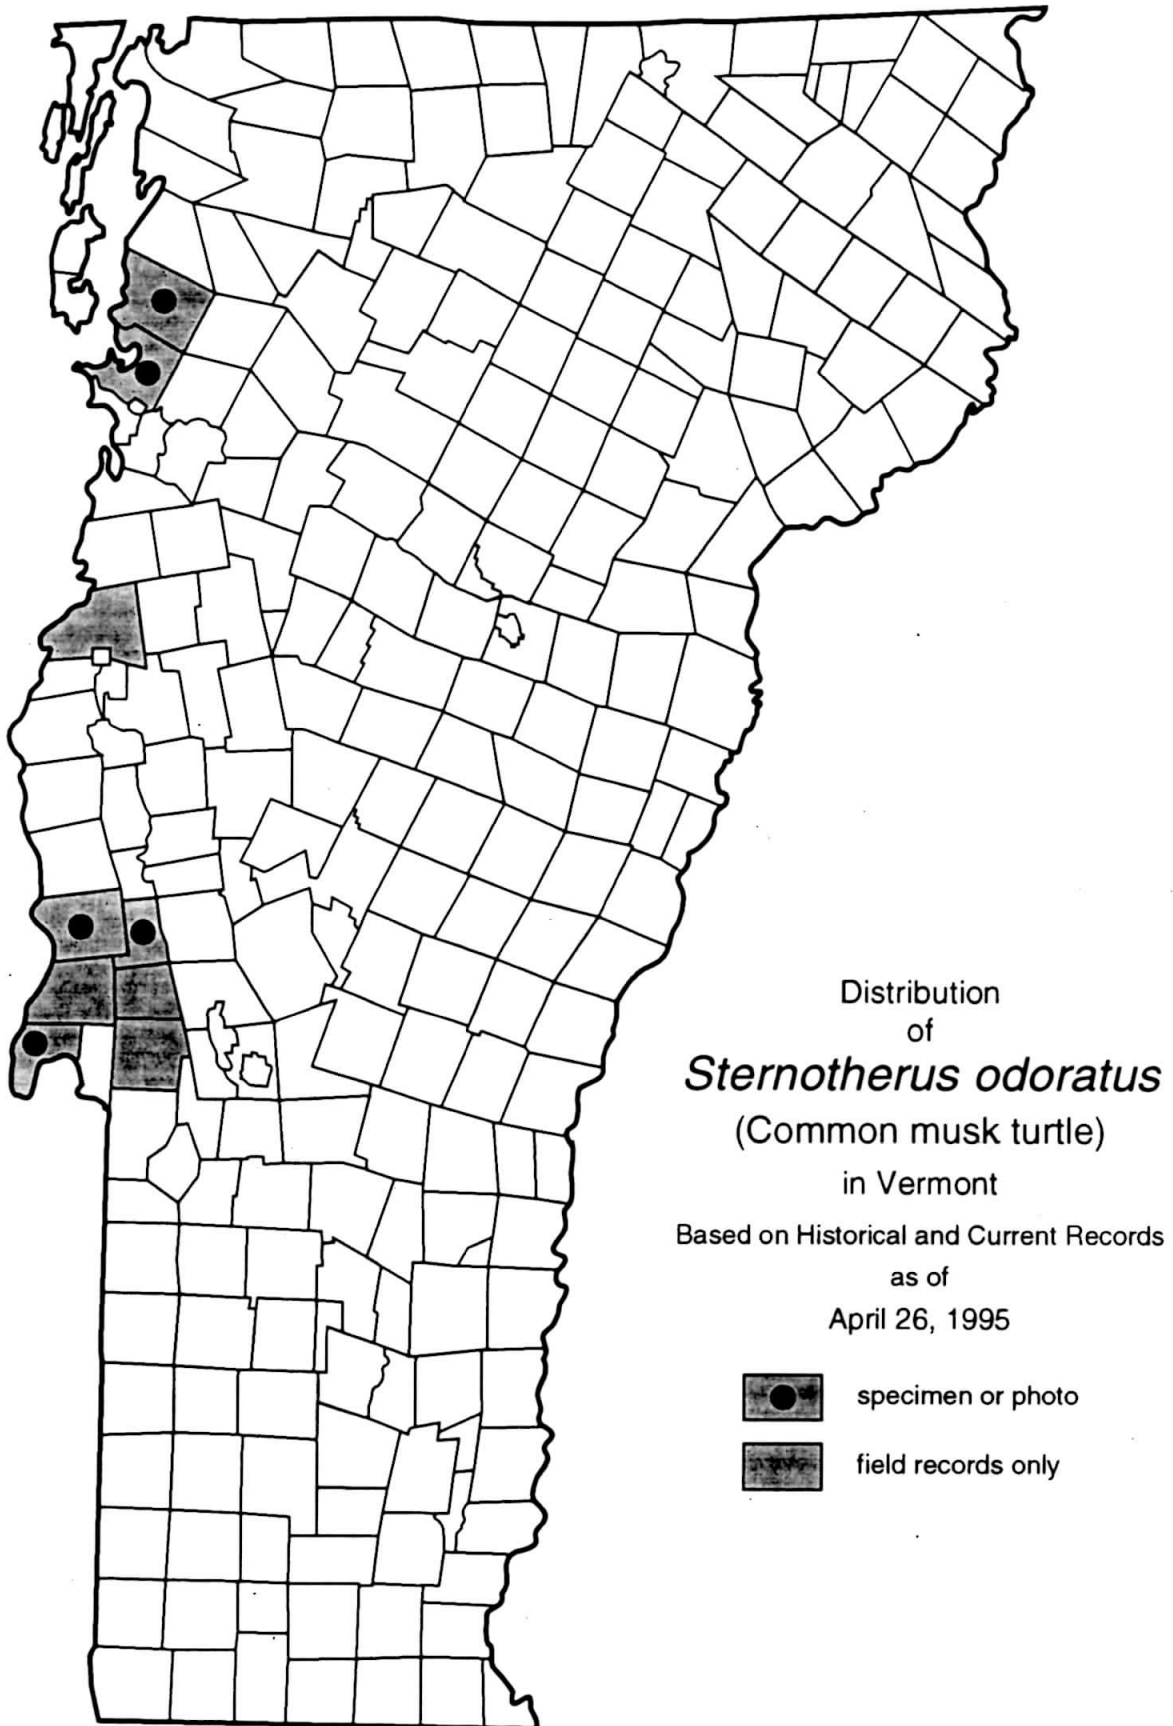 Distribution
of
Sternotherus odoratus
(Common musk turtle)
in Vermont
Based on Historical and Current Records
as of
April 26, 1995
specimen or photo
field records only